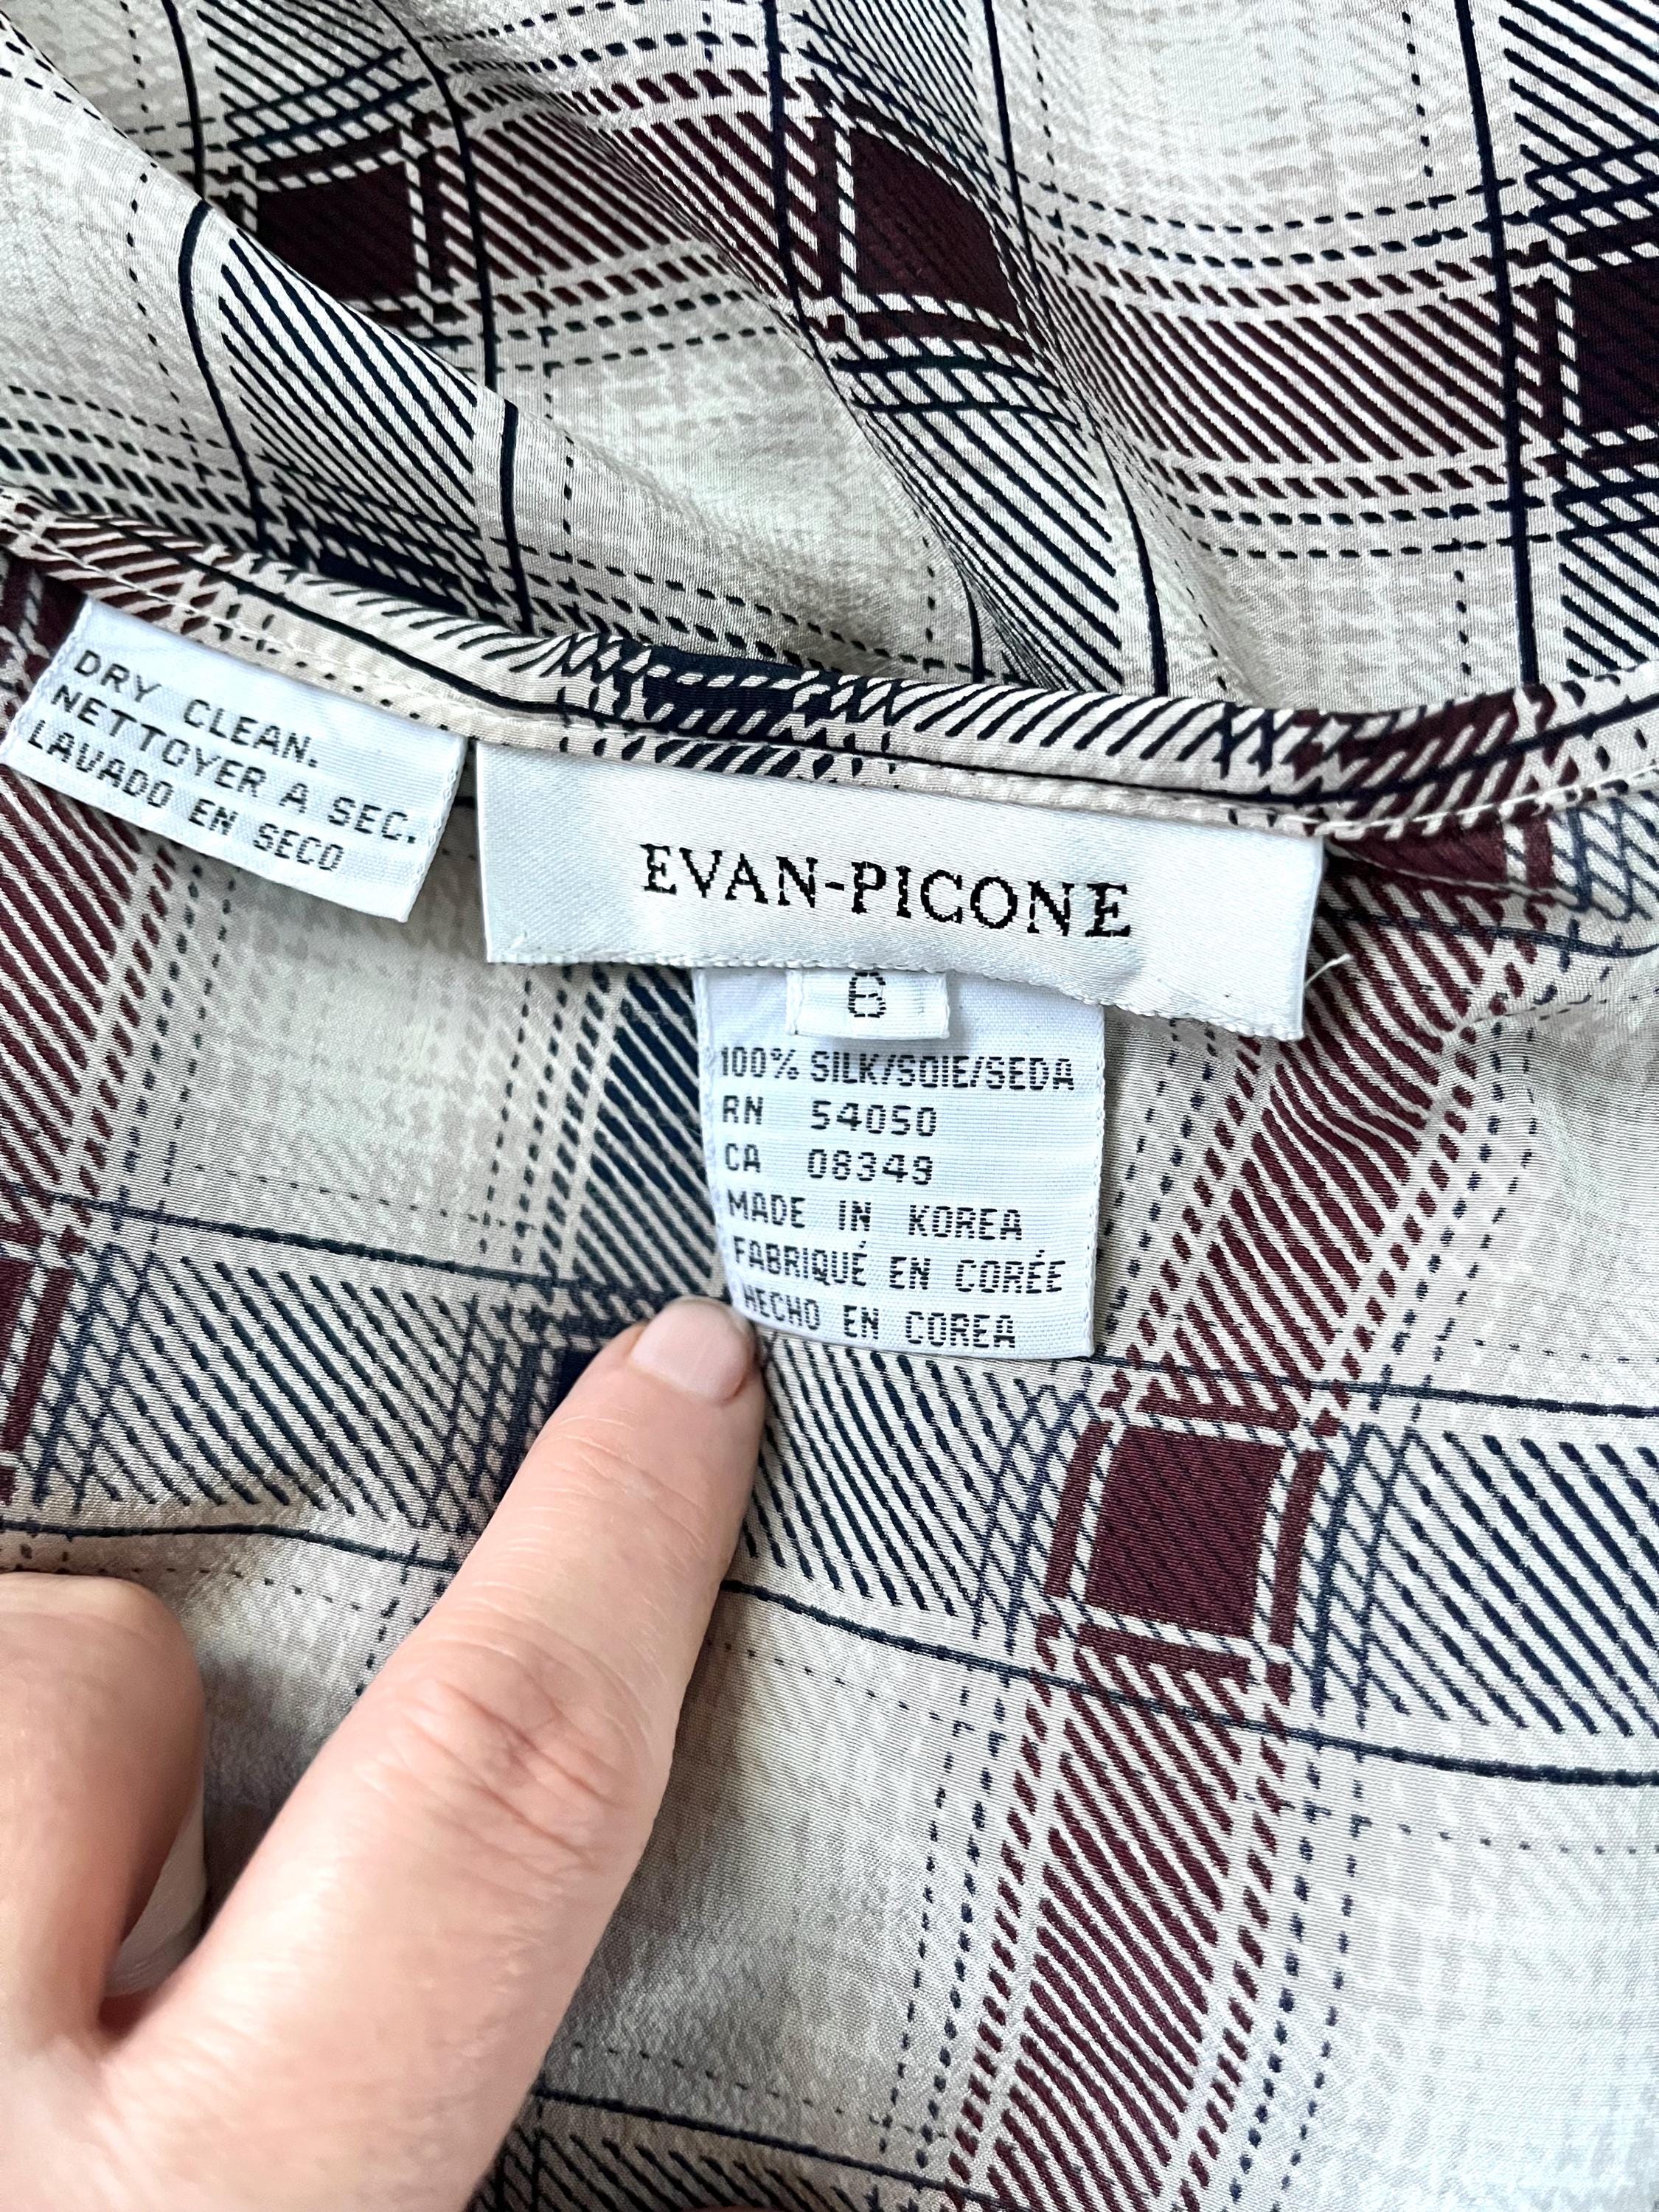 DRY CLEAN.
NETTOYER A SEC.
LAVADO EN SECO
EVAN-PICONE
6
100% SILK/SOIE/SEDA
RN 54050
CA 08349
MADE IN KOREA
FABRIQUÉ EN CORÉE
HECHO EN COREA